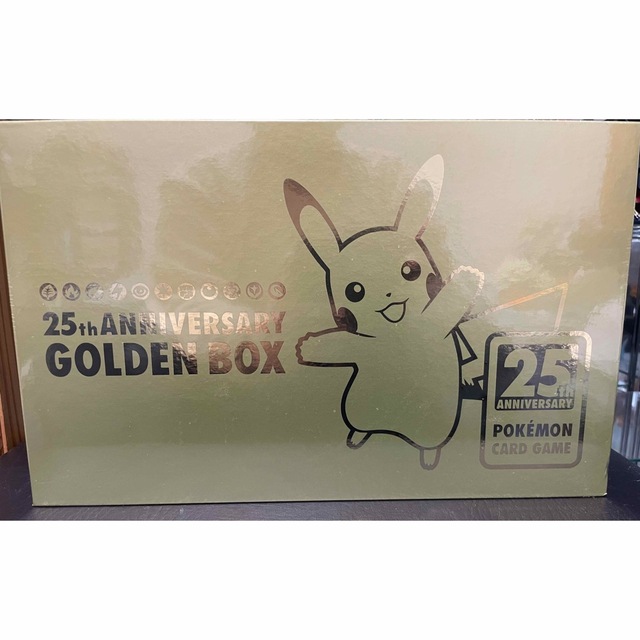 25th ANNIVERSARY
GOLDEN BOX
25th
ANNIVERSARY
POKÉMON
CARD GAME